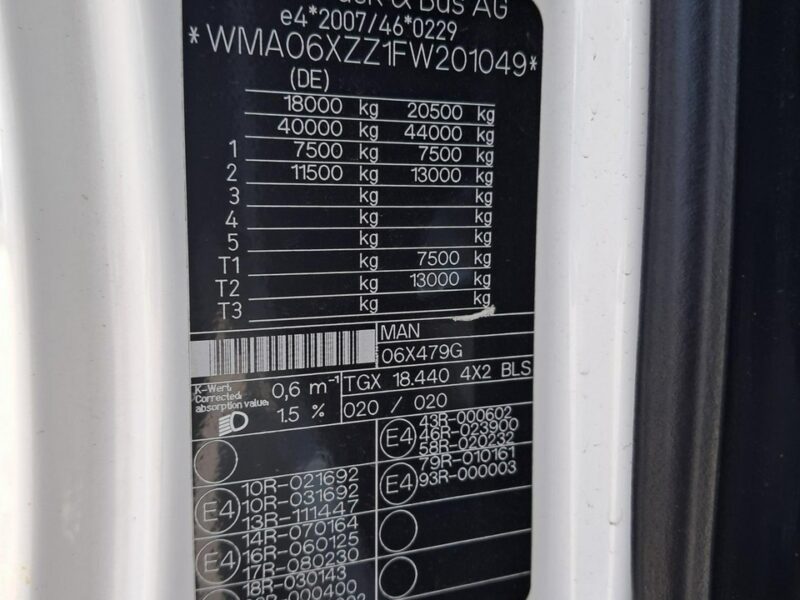 & Bus AG
e4*2007/46*0229
*WMA06XZZ1FW201049*
(DE)
18000 kg 20500 kg
40000 kg 44000 kg
1 7500 kg 7500 kg
2 11500 kg 13000 kg
3 kg kg
4 kg kg
5 kg kg
T1 kg 7500 kg
T2 kg 13000 kg
T3 kg kg
MAN
06X479G
K-Wert.
Corrected.
absorption value.
0,6 m-1
TGX 18.440 4X2 BLS
1.5 %
020 / 020
E4
43R-000602
46R-023900
58R-020232
E4
79R-010161
93R-000003
E4
10R-021692
10R-031692
13R-111447
E4
14R-070164
16R-060125
17R-080230
18R-030143